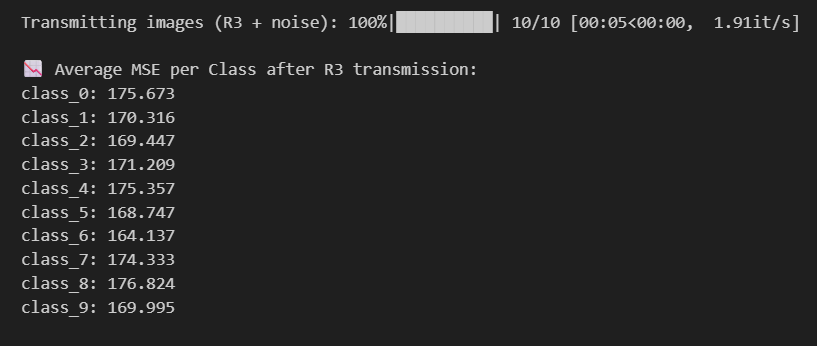 Transmitting images (R3 + noise): 100%|██████████| 10/10 [00:05<00:00,  1.91it/s]
📉 Average MSE per Class after R3 transmission:
class_0: 175.673
class_1: 170.316
class_2: 169.447
class_3: 171.209
class_4: 175.357
class_5: 168.747
class_6: 164.137
class_7: 174.333
class_8: 176.824
class_9: 169.995